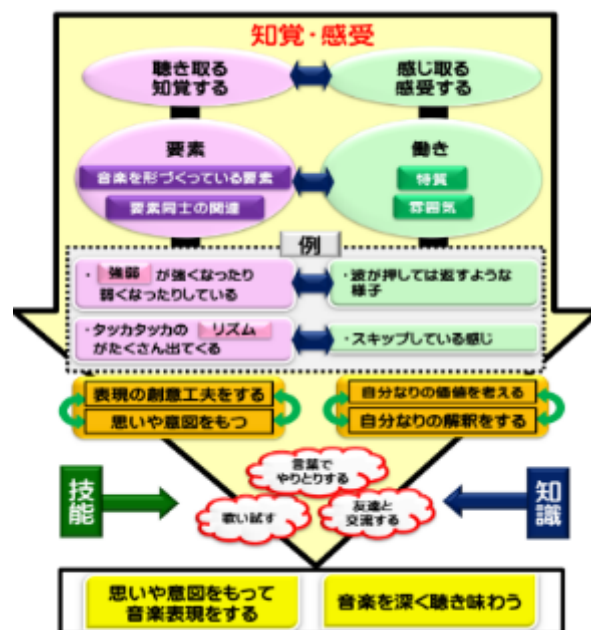 知覚・感受
聴き取る
知覚する
感じ取る
感受する
要素
音楽を形づくっている要素
要素同士の関連
働き
特質
雰囲気
例
・強弱が強くなったり
弱くなったりしている
・波が押しては返すような
様子
・タッカタッカの リズム
がたくさん出てくる
・スキップしている感じ
表現の創意工夫をする
思いや意図をもつ
自分なりの価値を考える
自分なりの解釈をする
技能
言葉で
やりとりする
歌い試す
友達と
交流する
知識
思いや意図をもって
音楽表現をする
音楽を深く聴き味わう